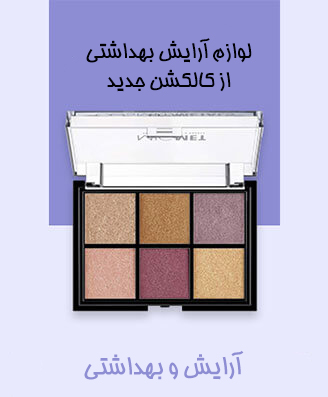 لوازم آرایش بهداشتی
از کالکشن جدید
آرایش و بهداشتی